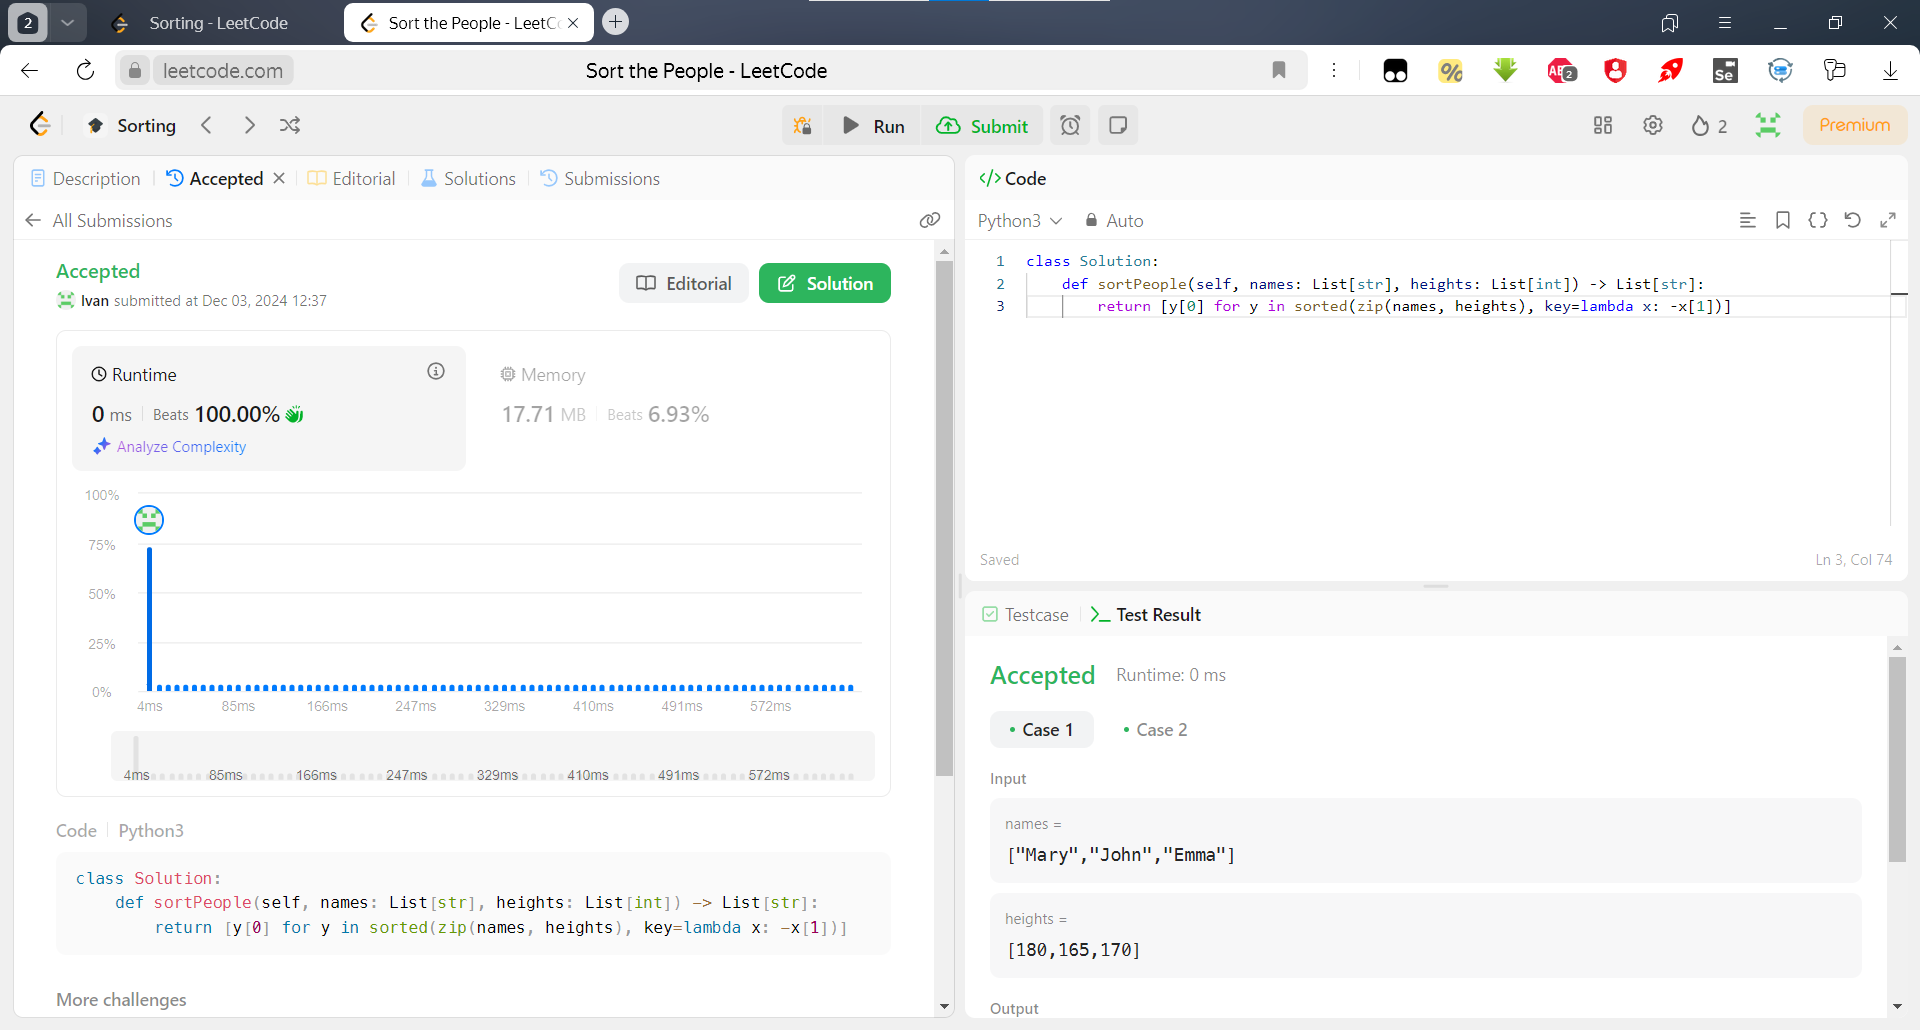 2
Sorting - LeetCode
Sort the People - LeetC
leetcode.com
Sort the People - LeetCode
2
Sorting
Run
Submit
2
Premium
Description
Accepted
Editorial
Solutions
Submissions
All Submissions
Accepted
Ivan submitted at Dec 03, 2024 12:37
Editorial
Solution
Runtime
0 ms
Beats 100.00%
Analyze Complexity
Memory
17.71 MB
Beats 6.93%
100%
75%
50%
25%
0%
4ms 85ms 166ms 247ms 329ms 410ms 491ms 572ms
4ms 85ms 166ms 247ms 329ms 410ms 491ms 572ms
Code
Python3
class Solution:
def sortPeople(self, names: List[str], heights: List[int]) -> List[str]:
return [y[0] for y in sorted(zip(names, heights), key=lambda x: -x[1])]
More challenges
</> Code
Python3
Auto
1 class Solution:
2 def sortPeople(self, names: List[str], heights: List[int]) -> List[str]:
3 return [y[0] for y in sorted(zip(names, heights), key=lambda x: -x[1])]
Saved
Ln 3, Col 74
Testcase
Test Result
Accepted
Runtime: 0 ms
Case 1
Case 2
Input
names =
["Mary","John","Emma"]
heights =
[180,165,170]
Output